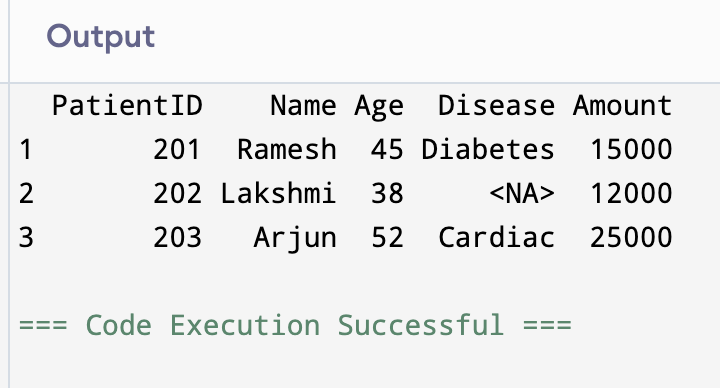 Output
PatientID Name Age Disease Amount
1 201 Ramesh 45 Diabetes 15000
2 202 Lakshmi 38 <NA> 12000
3 203 Arjun 52 Cardiac 25000
=== Code Execution Successful ===